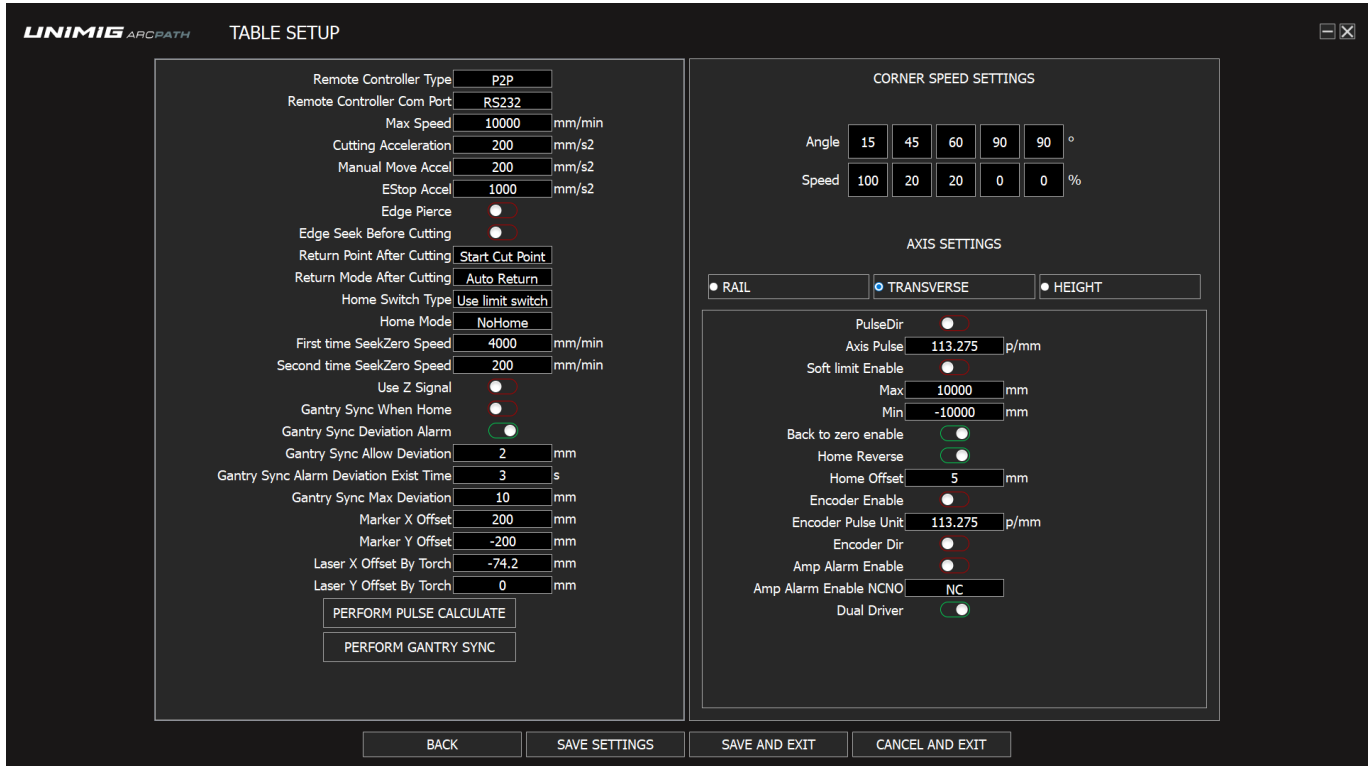 UNIMIG ARCPATH TABLE SETUP
Remote Controller Type P2P
Remote Controller Com Port RS232
Max Speed 10000 mm/min
Cutting Acceleration 200 mm/s2
Manual Move Accel 200 mm/s2
EStop Accel 1000 mm/s2
Edge Pierce
Edge Seek Before Cutting
Return Point After Cutting Start Cut Point
Return Mode After Cutting Auto Return
Home Switch Type Use limit switch
Home Mode NoHome
First time SeekZero Speed 4000 mm/min
Second time SeekZero Speed 200 mm/min
Use Z Signal
Gantry Sync When Home
Gantry Sync Deviation Alarm
Gantry Sync Allow Deviation 2 mm
Gantry Sync Alarm Deviation Exist Time 3 s
Gantry Sync Max Deviation 10 mm
Marker X Offset 200 mm
Marker Y Offset -200 mm
Laser X Offset By Torch -74.2 mm
Laser Y Offset By Torch 0 mm
PERFORM PULSE CALCULATE
PERFORM GANTRY SYNC
CORNER SPEED SETTINGS
Angle 15 45 60 90 90 °
Speed 100 20 20 0 0 %
AXIS SETTINGS
RAIL TRANSVERSE HEIGHT
PulseDir
Axis Pulse 113.275 p/mm
Soft limit Enable
Max 10000 mm
Min -10000 mm
Back to zero enable
Home Reverse
Home Offset 5 mm
Encoder Enable
Encoder Pulse Unit 113.275 p/mm
Encoder Dir
Amp Alarm Enable
Amp Alarm Enable NCNO NC
Dual Driver
BACK SAVE SETTINGS SAVE AND EXIT CANCEL AND EXIT